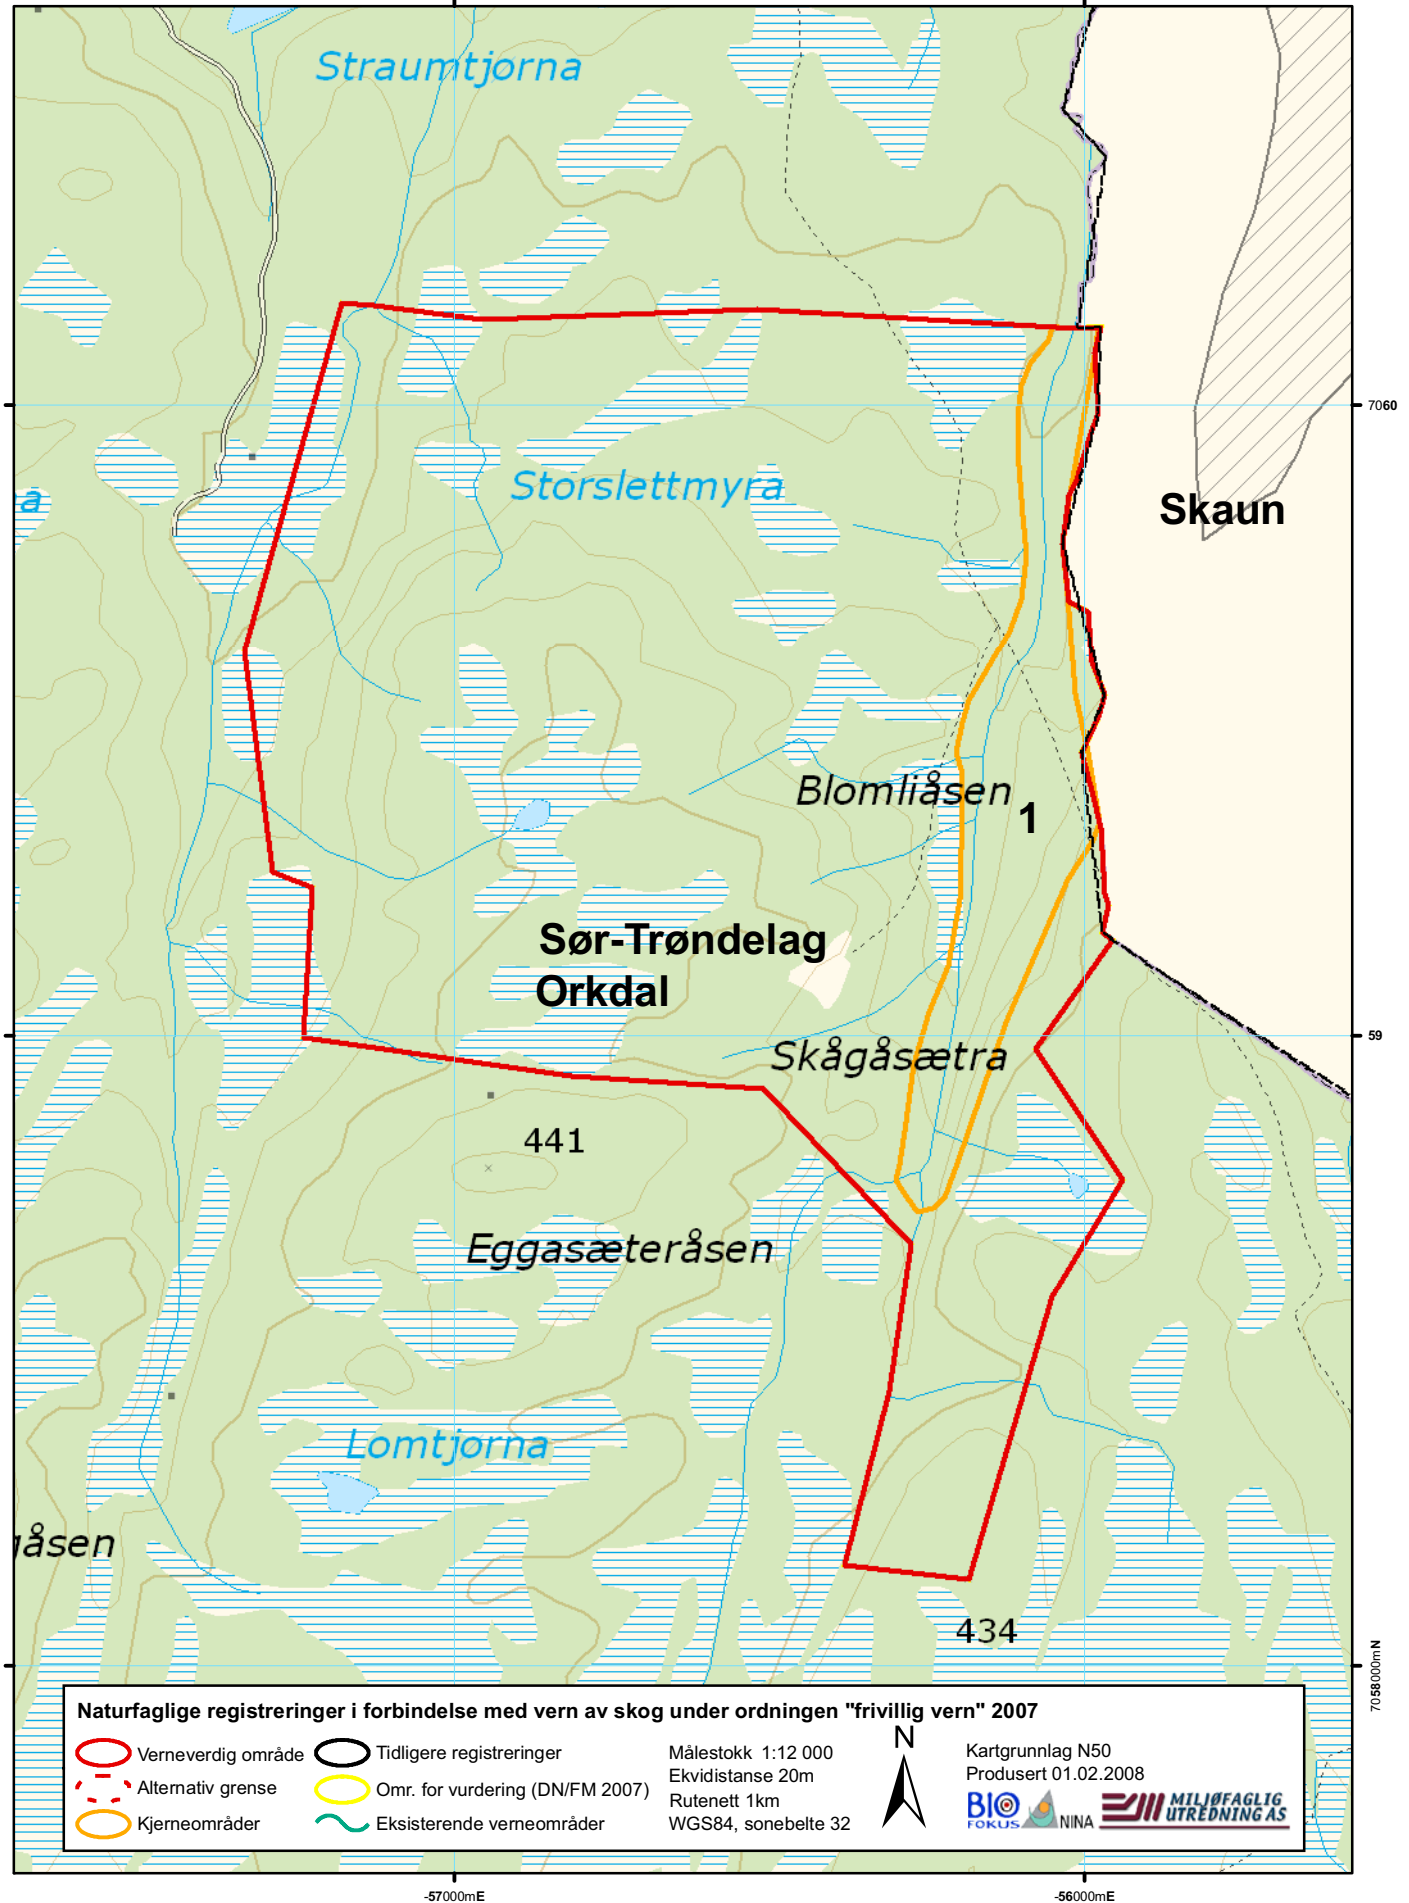 Straumtjørna
7060
a
Storslettmyra
Skaun
Blomliåsen
1
Sør-Trøndelag
Orkdal
59
Skågåsætra
441
Eggasæteråsen
Lomtjørna
gåsen
434
7058000mN
Naturfaglige registreringer i forbindelse med vern av skog under ordningen "frivillig vern" 2007
Verneverdig område
Alternativ grense
Kjerneområder
Tidligere registreringer
Omr. for vurdering (DN/FM 2007)
Eksisterende verneområder
Målestokk 1:12 000
Ekvidistanse 20m
Rutenett 1km
WGS84, sonebelte 32
N
Kartgrunnlag N50
Produsert 01.02.2008
BIO
FOKUS
NINA
MILJØFAGLIG
UTREDNING AS
-57000mE
-56000mE